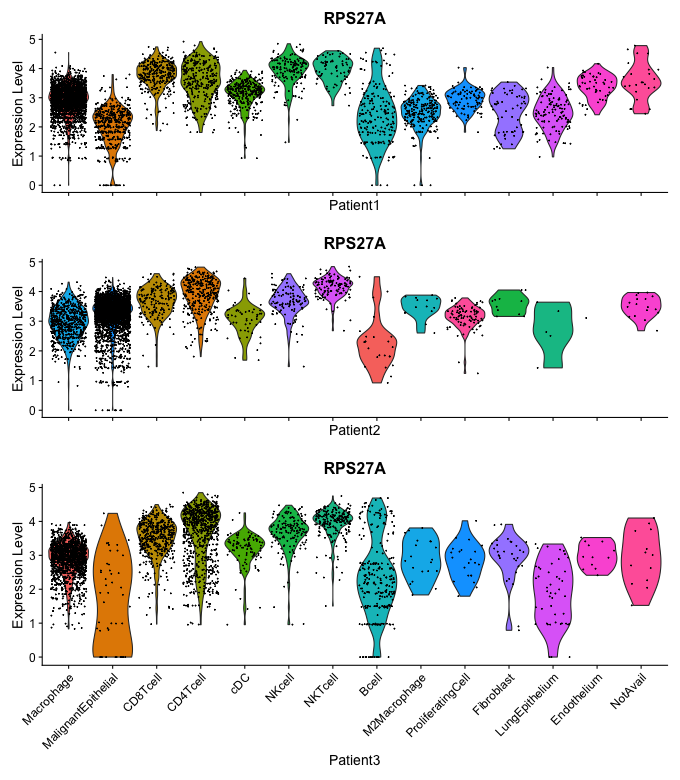 RPS27A
Expression Level
5
4
3
2
1
0
Patient1
RPS27A
Expression Level
5
4
3
2
1
0
Patient2
RPS27A
Expression Level
5
4
3
2
1
0
Macrophage
MalignantEpithelial
CD8Tcell
CD4Tcell
cDC
NKcell
NKTcell
Bcell
M2Macrophage
ProliferatingCell
Fibroblast
LungEpithelium
Endothelium
NotAvail
Patient3